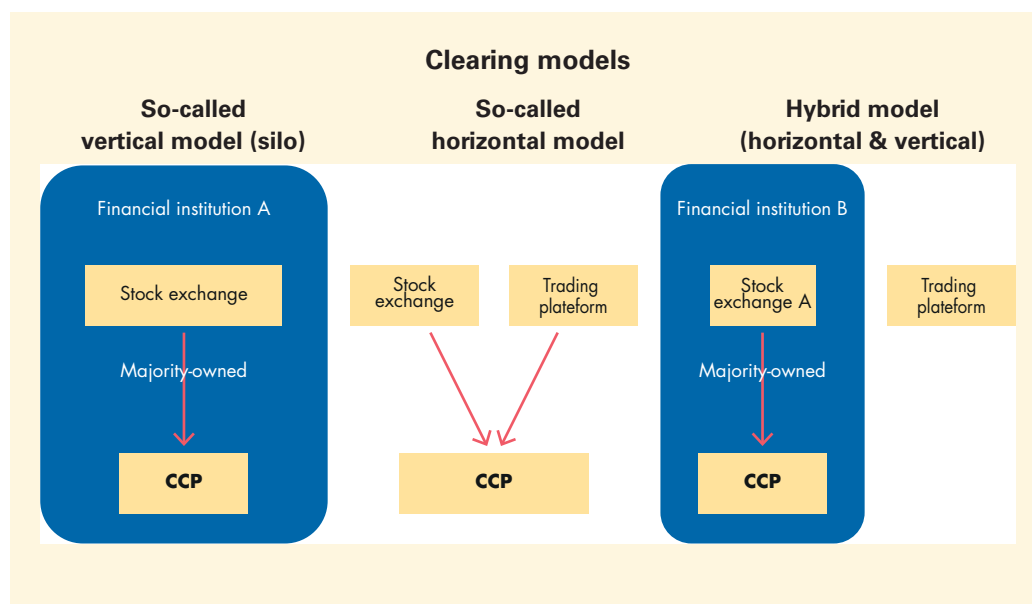 Clearing models
So-called
vertical model (silo)
So-called
horizontal model
Hybrid model
(horizontal & vertical)
Financial institution A
Stock exchange
Majority-owned
CCP
Stock
exchange
Trading
plateform
CCP
Financial institution B
Stock
exchange A
Majority-owned
CCP
Trading
plateform